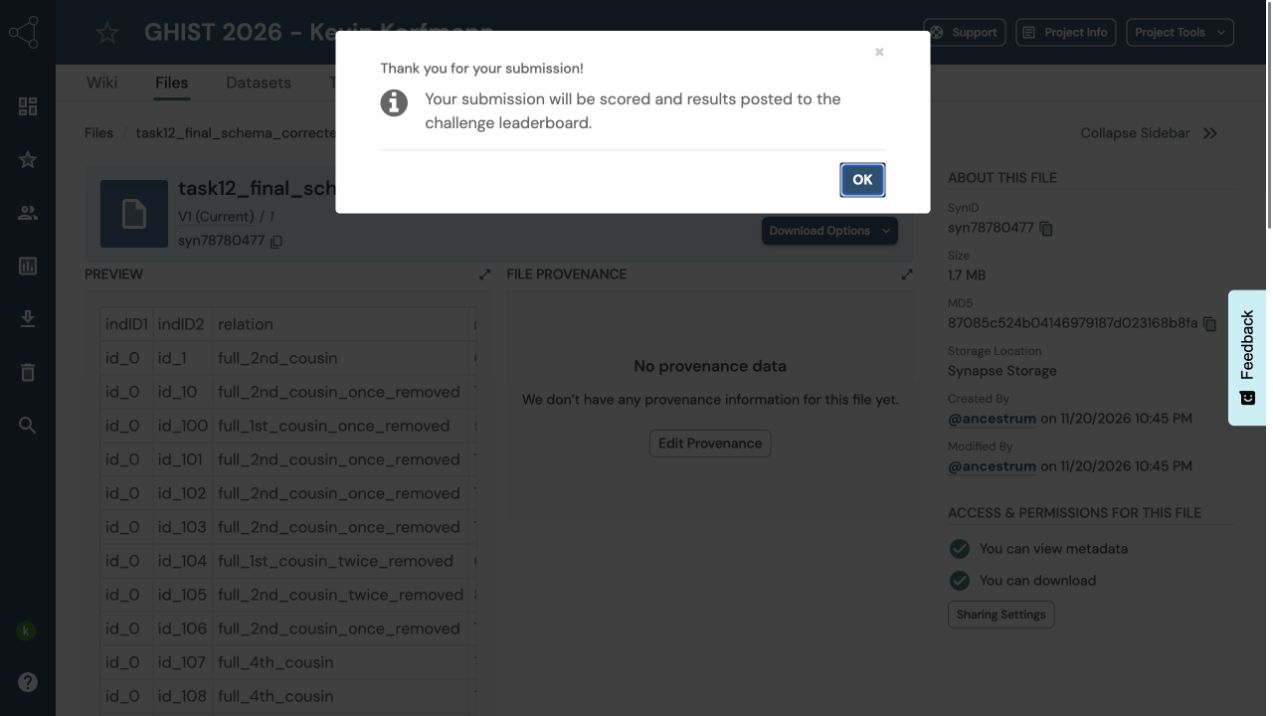 GHIST 2026 - Kevin Korfmann
Support
Project Info
Project Tools
Wiki
Files
Datasets
Files / task12_final_schema_correcte
Collapse Sidebar
×
Thank you for your submission!
Your submission will be scored and results posted to the
challenge leaderboard.
OK
task12_final_sch
V1 (Current) / 1
syn78780477
Download Options
PREVIEW
indID1 indID2 relation
id_0 id_1 full_2nd_cousin
id_0 id_10 full_2nd_cousin_once_removed
id_0 id_100 full_1st_cousin_once_removed
id_0 id_101 full_2nd_cousin_once_removed
id_0 id_102 full_2nd_cousin_once_removed
id_0 id_103 full_2nd_cousin_once_removed
id_0 id_104 full_1st_cousin_twice_removed
id_0 id_105 full_2nd_cousin_twice_removed
id_0 id_106 full_2nd_cousin_once_removed
id_0 id_107 full_4th_cousin
id_0 id_108 full_4th_cousin
FILE PROVENANCE
No provenance data
We don't have any provenance information for this file yet.
Edit Provenance
ABOUT THIS FILE
SynID
syn78780477
Size
1.7 MB
MD5
87085c524b04146979187d023168b8fa
Storage Location
Synapse Storage
Created By
@ancestrum on 11/20/2026 10:45 PM
Modified By
@ancestrum on 11/20/2026 10:45 PM
ACCESS & PERMISSIONS FOR THIS FILE
You can view metadata
You can download
Sharing Settings
Feedback
k